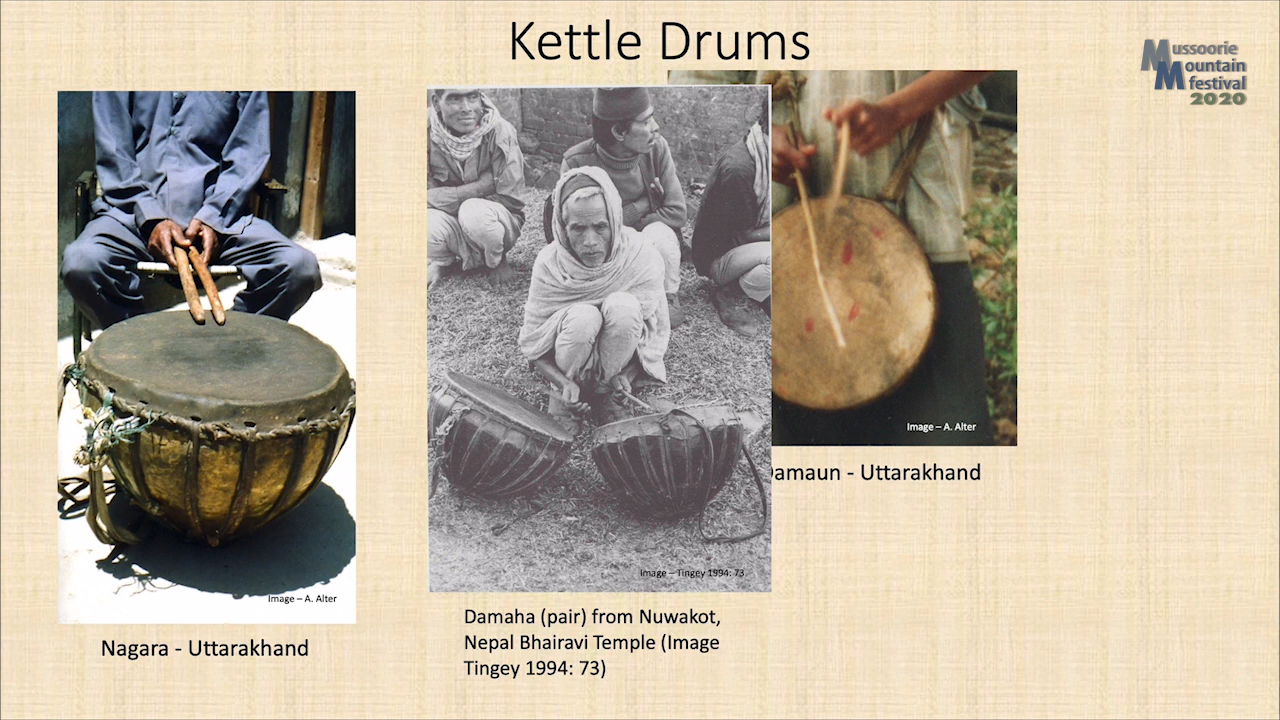 Kettle Drums
Mussoorie
Mountain
festival
2020
Image – A. Alter
Nagara - Uttarakhand
Image – Tingey 1994: 73
Damaha (pair) from Nuwakot,
Nepal Bhairavi Temple (Image
Tingey 1994: 73)
Image – A. Alter
amaun - Uttarakhand